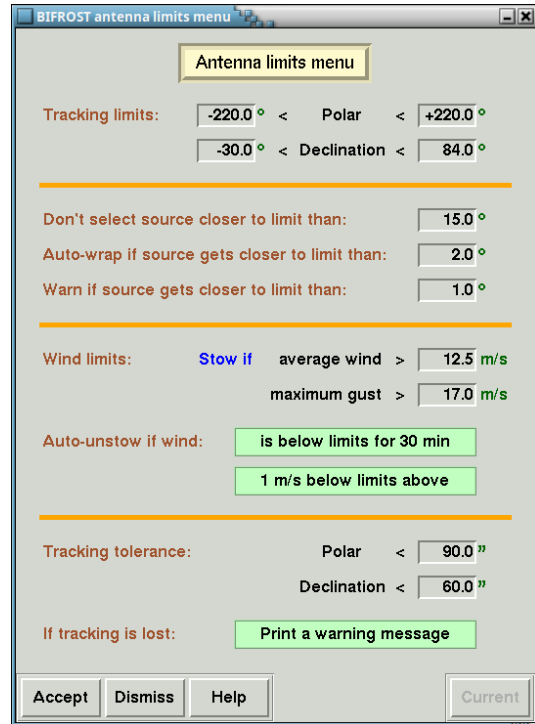 BIFROST antenna limits menu
Antenna limits menu
Tracking limits: -220.0 ° < Polar < +220.0 °
-30.0 ° < Declination < 84.0 °
Don't select source closer to limit than: 15.0 °
Auto-wrap if source gets closer to limit than: 2.0 °
Warn if source gets closer to limit than: 1.0 °
Wind limits: Stow if average wind > 12.5 m/s
maximum gust > 17.0 m/s
Auto-unstow if wind: is below limits for 30 min
1 m/s below limits above
Tracking tolerance: Polar < 90.0 "
Declination < 60.0 "
If tracking is lost: Print a warning message
Accept Dismiss Help Current